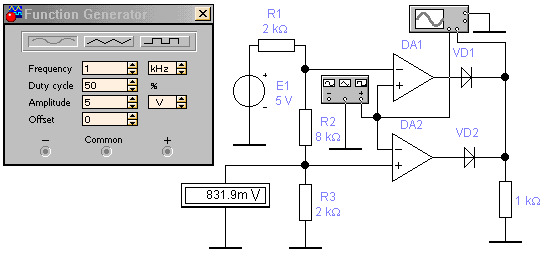 Function Generator
Frequency 1 kHz
Duty cycle 50 %
Amplitude 5 V
Offset 0
− Common +
R1
2 kΩ
E1
5 V
+
R2
8 kΩ
R3
2 kΩ
831.9m V
DA1
− +
VD1
DA2
− +
VD2
1 kΩ